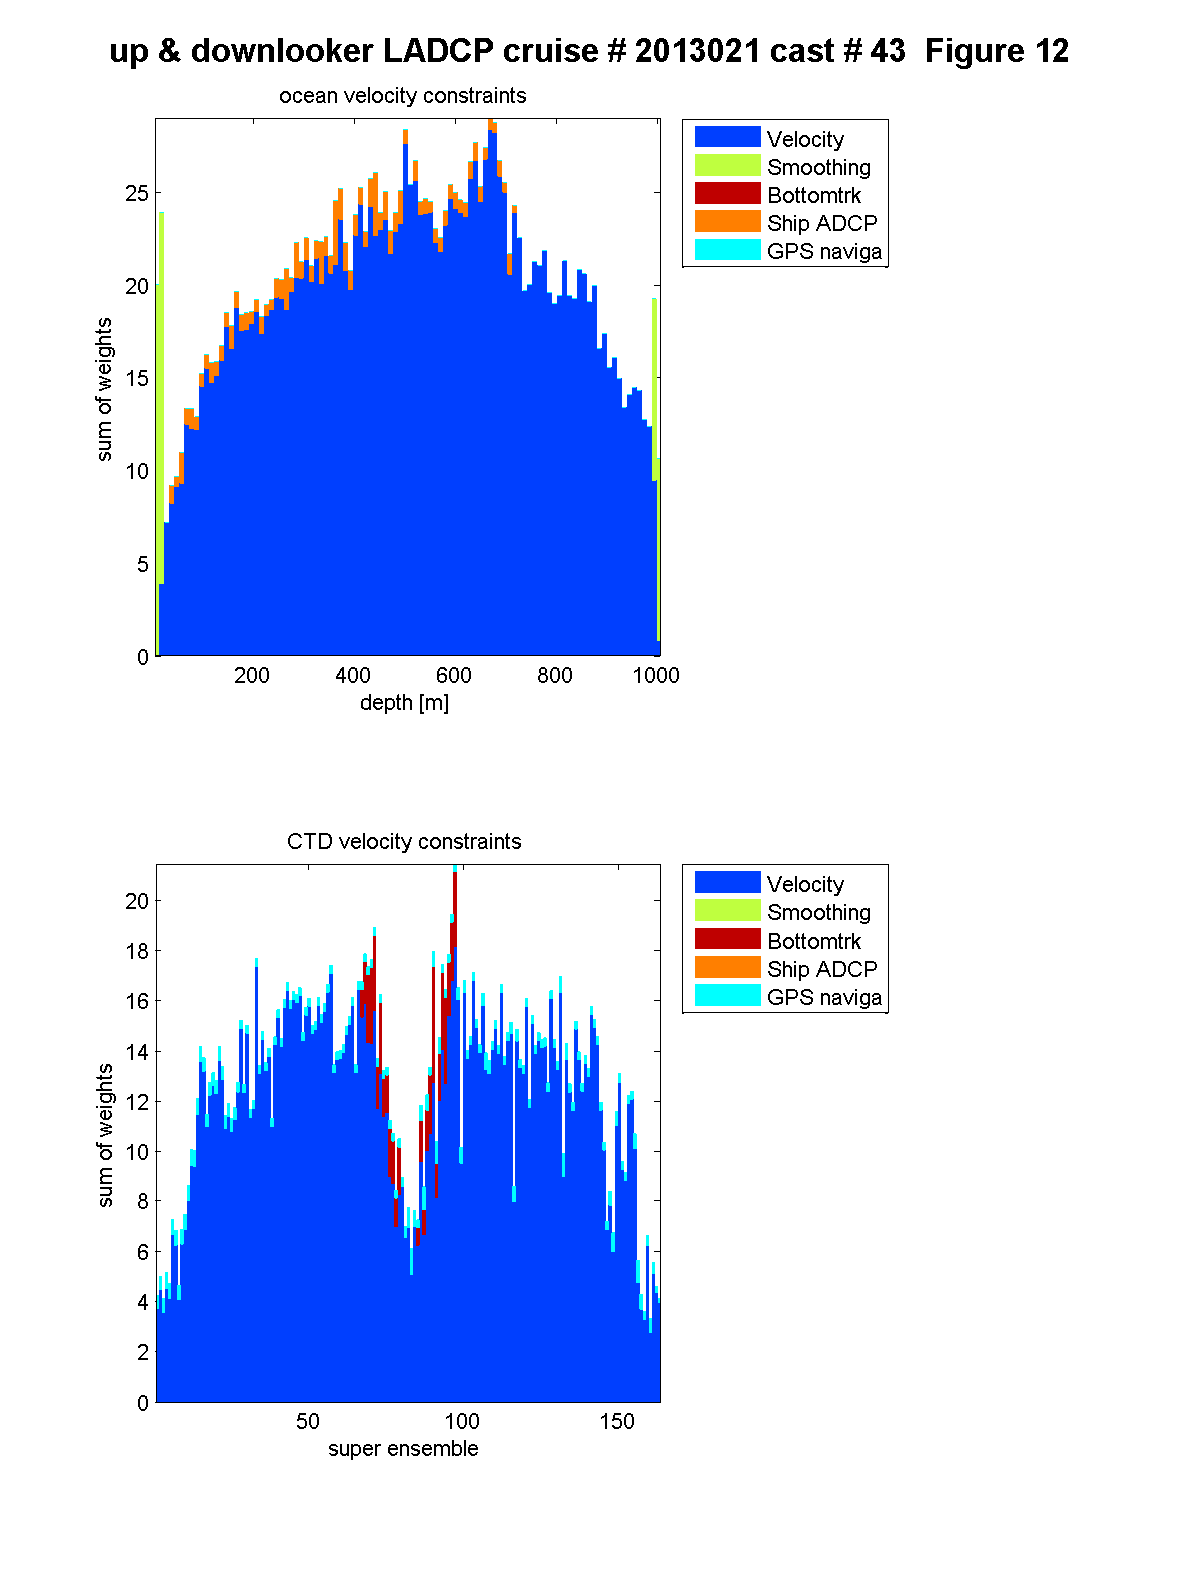 up & downlooker LADCP cruise # 2013021 cast # 43  Figure 12
ocean velocity constraints
25
20
15
10
5
0
sum of weights
200 400 600 800 1000
depth [m]
Velocity
Smoothing
Bottomtrk
Ship ADCP
GPS naviga
CTD velocity constraints
20
18
16
14
12
10
8
6
4
2
0
sum of weights
50 100 150
super ensemble
Velocity
Smoothing
Bottomtrk
Ship ADCP
GPS naviga